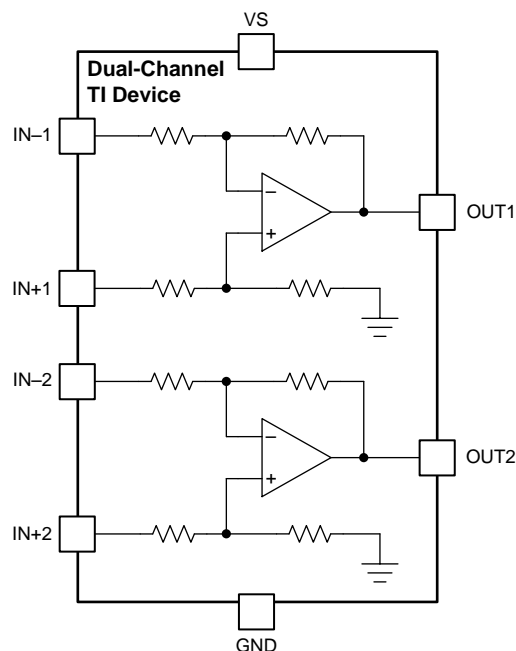 VS
Dual-Channel
TI Device
IN–1
−
OUT1
+
IN+1
IN–2
−
OUT2
+
IN+2
GND